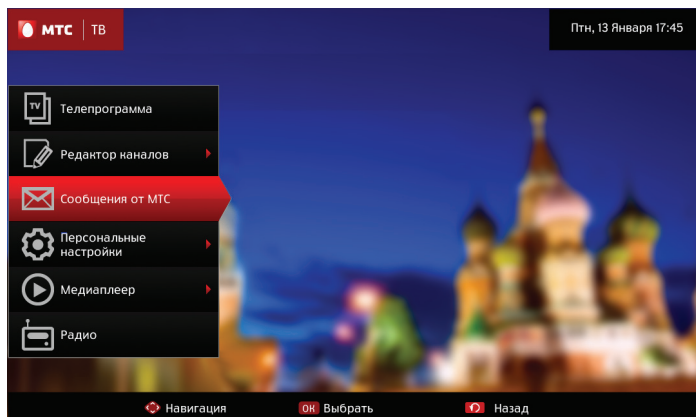 МТС | ТВ
Птн, 13 Января 17:45
TV
Телепрограмма
Редактор каналов
Сообщения от МТС
Персональные
настройки
Медиаплеер
Радио
Навигация
OK Выбрать
Назад